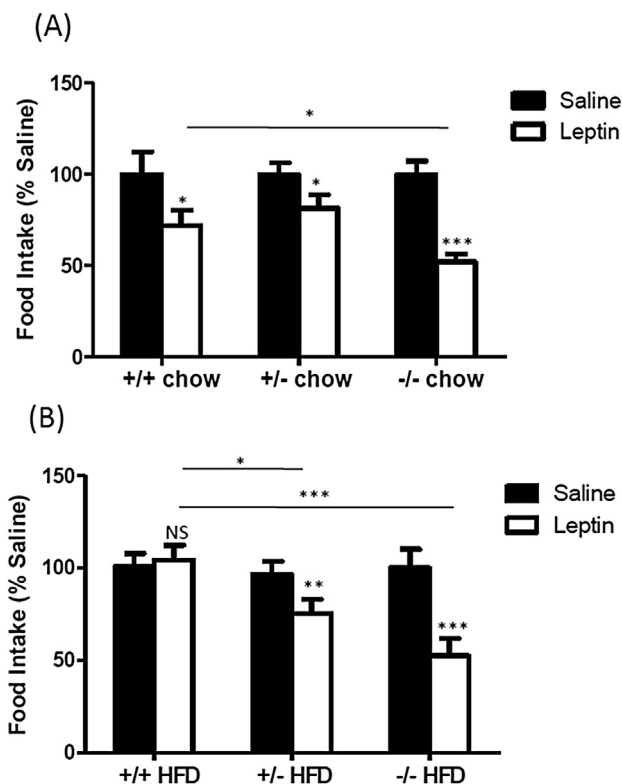 (A)
Food Intake (% Saline)
150
100
50
0
*
*
*
***
Saline
Leptin
+/+ chow
+/- chow
-/- chow
(B)
Food Intake (% Saline)
150
100
50
0
*
***
NS
**
***
Saline
Leptin
+/+ HFD
+/- HFD
-/- HFD